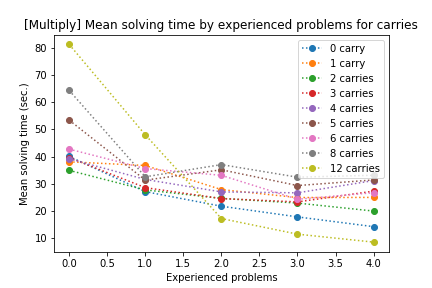 [Multiply] Mean solving time by experienced problems for carries
80
70
60
50
40
30
20
10
Mean solving time (sec.)
0 carry
1 carry
2 carries
3 carries
4 carries
5 carries
6 carries
8 carries
12 carries
0.0 0.5 1.0 1.5 2.0 2.5 3.0 3.5 4.0
Experienced problems